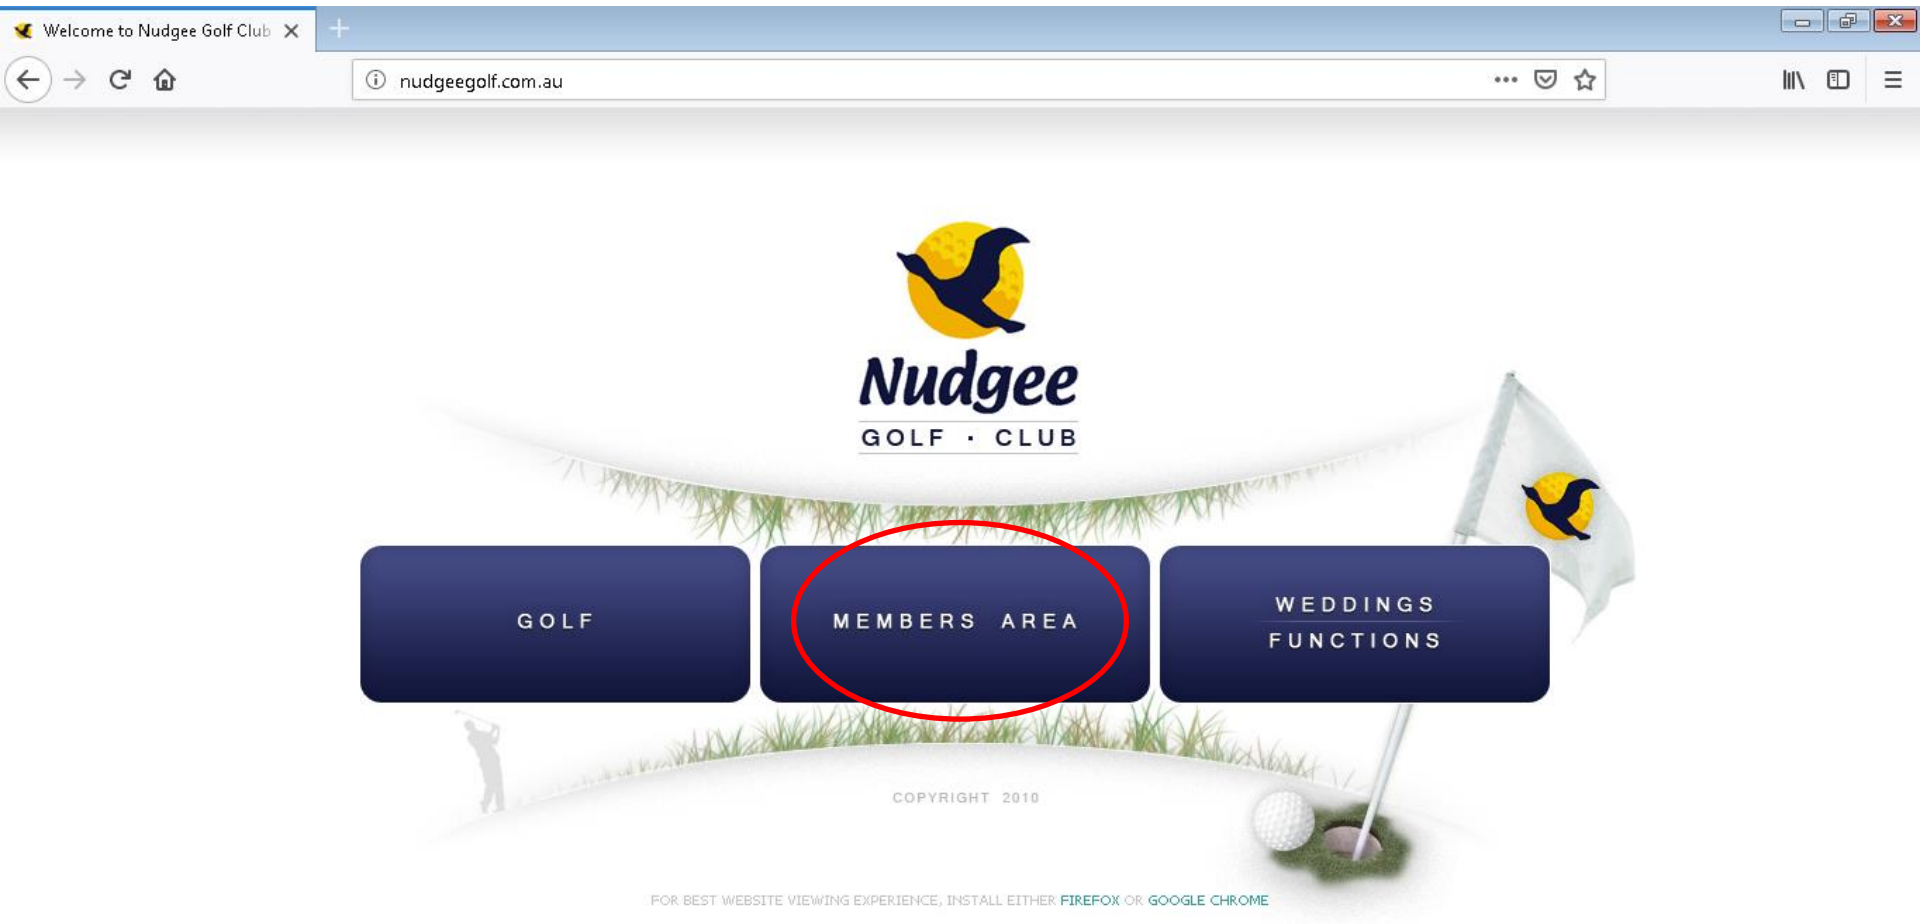 Welcome to Nudgee Golf Club
nudgeegolf.com.au
Nudgee
GOLF · CLUB
GOLF
MEMBERS AREA
WEDDINGS
FUNCTIONS
COPYRIGHT 2010
FOR BEST WEBSITE VIEWING EXPERIENCE, INSTALL EITHER FIREFOX OR GOOGLE CHROME